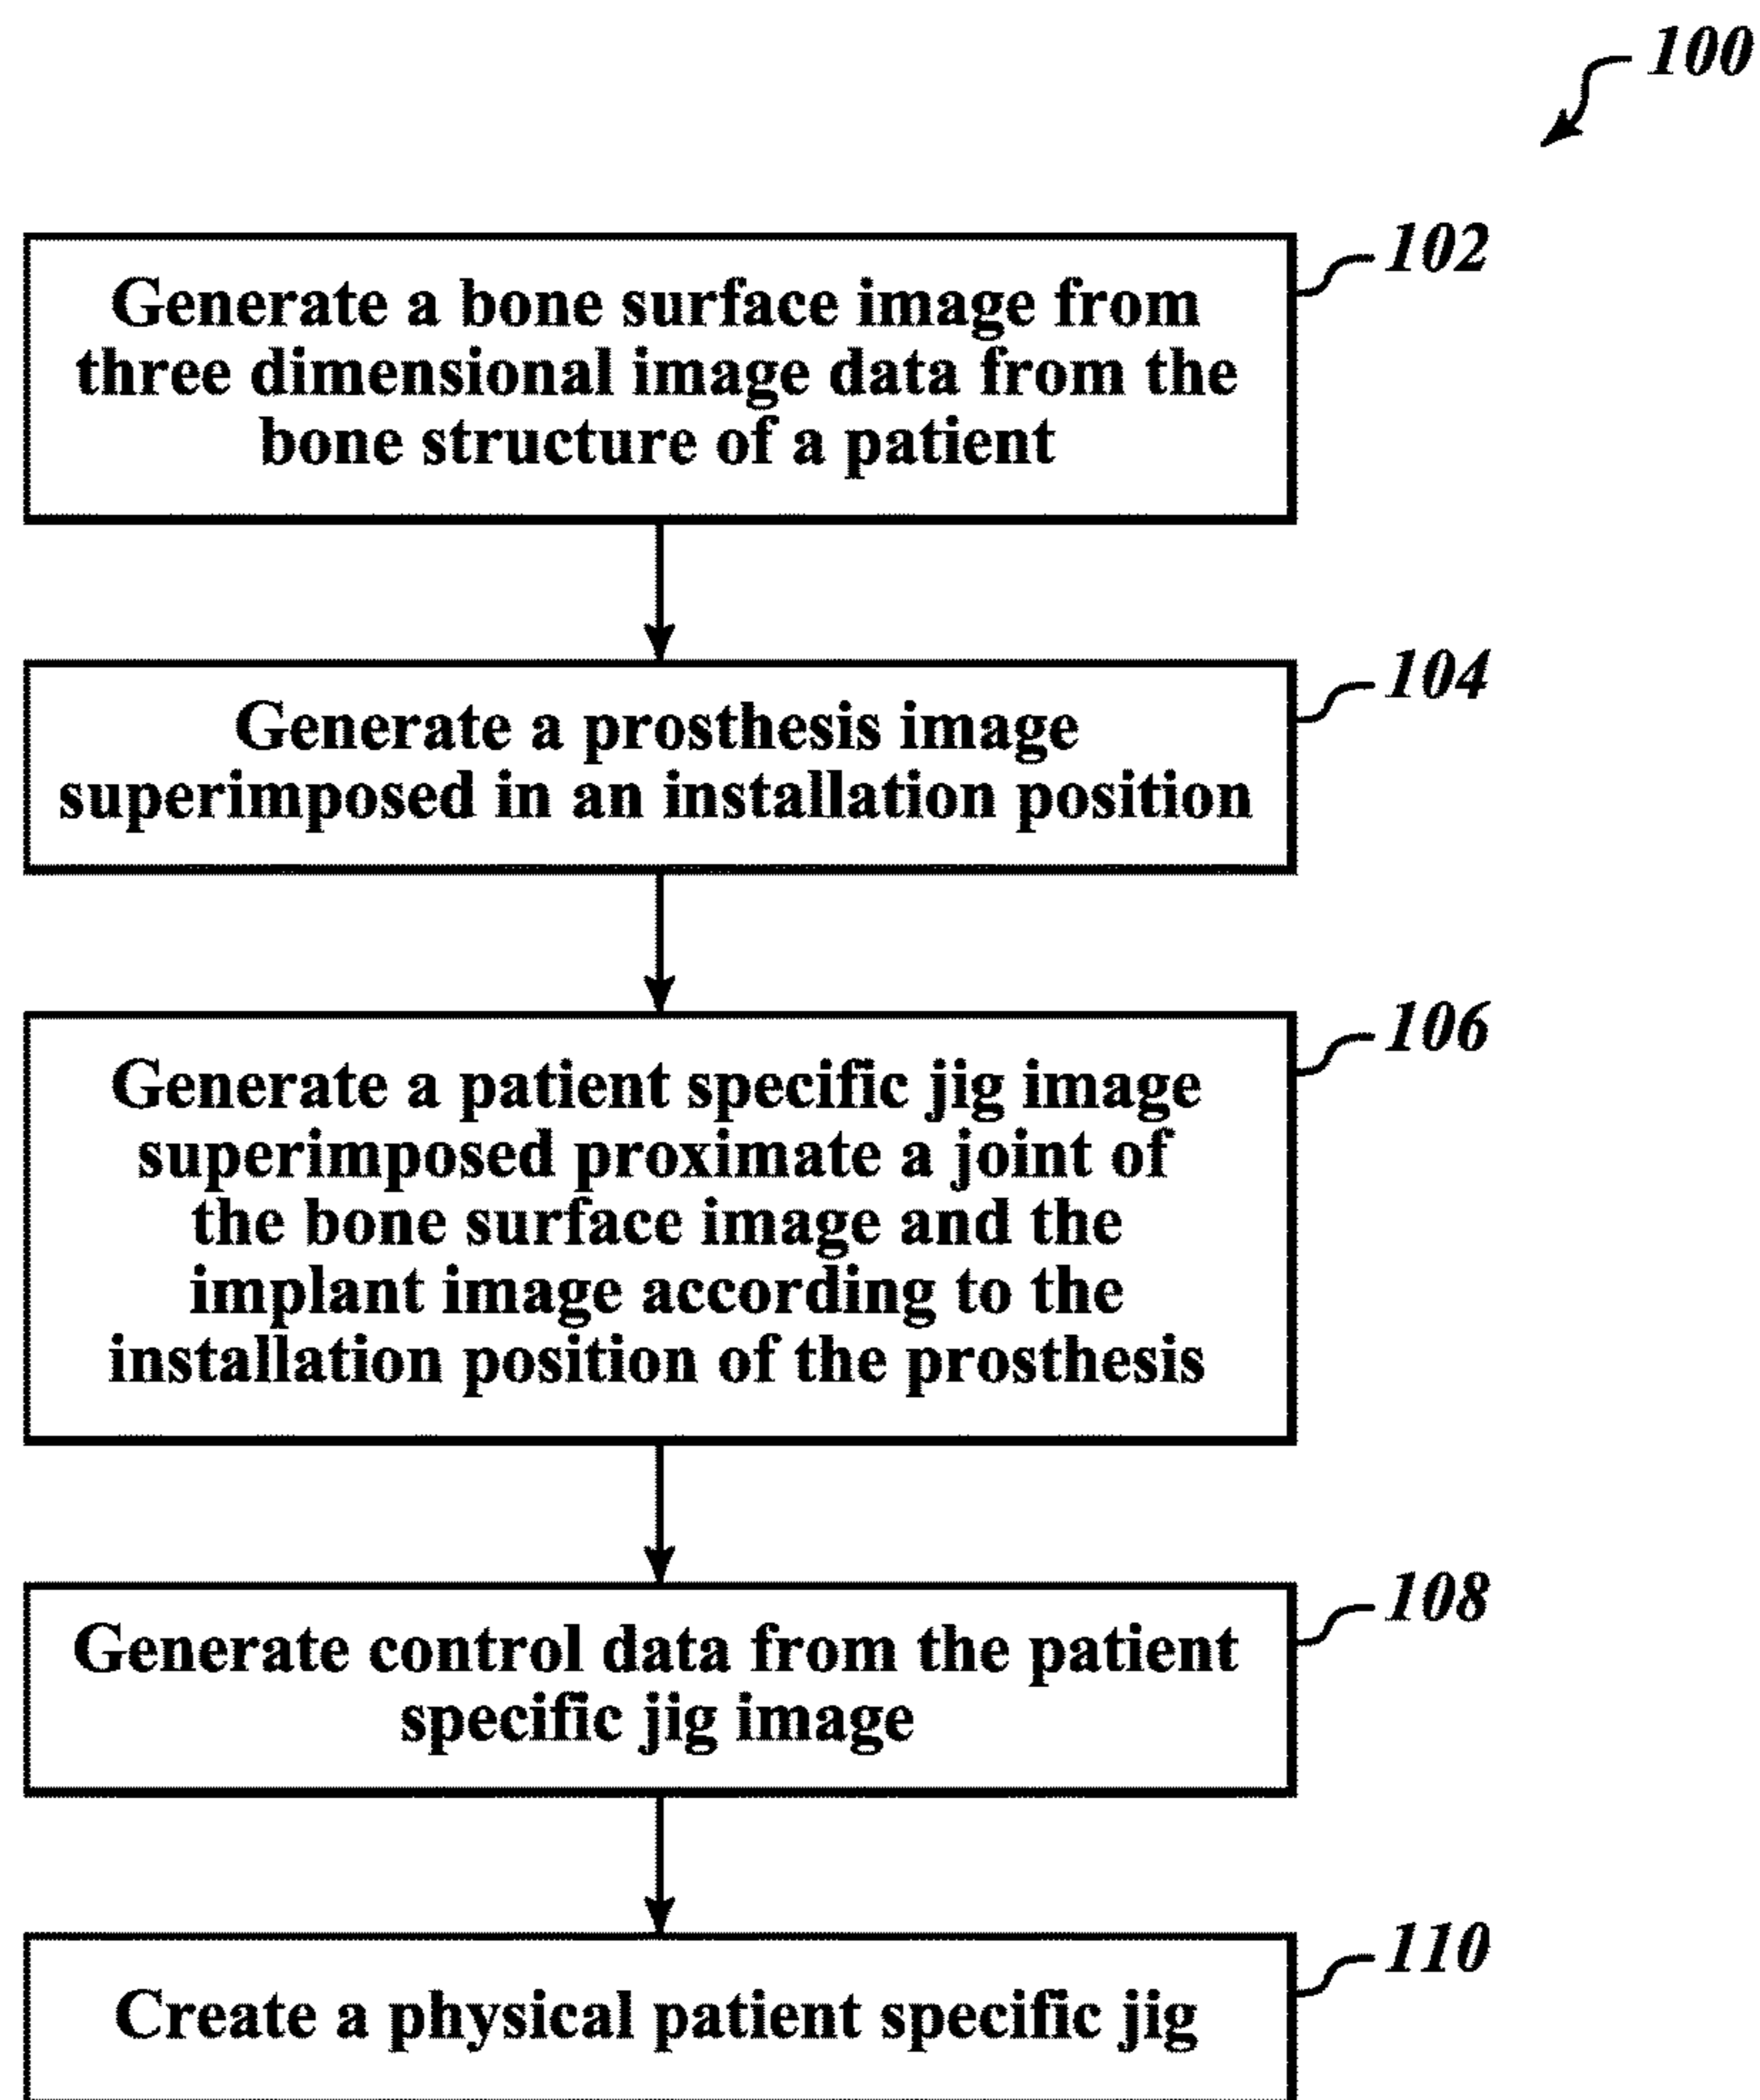 100
102
Generate a bone surface image from
three dimensional image data from the
bone structure of a patient
104
Generate a prosthesis image
superimposed in an installation position
106
Generate a patient specific jig image
superimposed proximate a joint of
the bone surface image and the
implant image according to the
installation position of the prosthesis
108
Generate control data from the patient
specific jig image
110
Create a physical patient specific jig